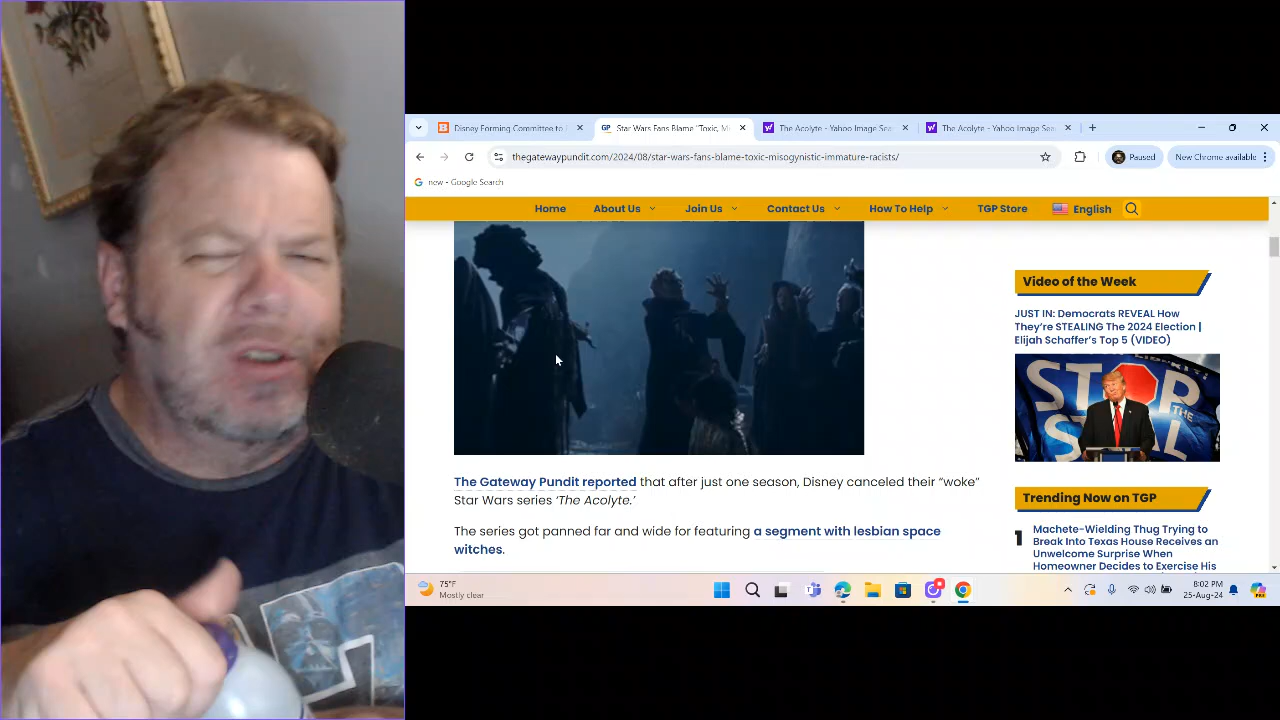 Disney Forming Committee to
Star Wars Fans Blame "Toxic, M
The Acolyte - Yahoo Image Sea
The Acolyte - Yahoo Image Sea
thegatewaypundit.com/2024/08/star-wars-fans-blame-toxic-misogynistic-immature-racists/
Paused
New Chrome available
new - Google Search
Home
About Us
Join Us
Contact Us
How To Help
TGP Store
English
Video of the Week
JUST IN: Democrats REVEAL How
They're STEALING The 2024 Election |
Elijah Schaffer's Top 5 (VIDEO)
STOP
THE
STEAL
The Gateway Pundit reported that after just one season, Disney canceled their “woke”
Star Wars series ‘The Acolyte.’
The series got panned far and wide for featuring a segment with lesbian space
witches.
Trending Now on TGP
1
Machete-Wielding Thug Trying to
Break Into Texas House Receives an
Unwelcome Surprise When
Homeowner Decides to Exercise His
75°F
Mostly clear
8:02 PM
25-Aug-24